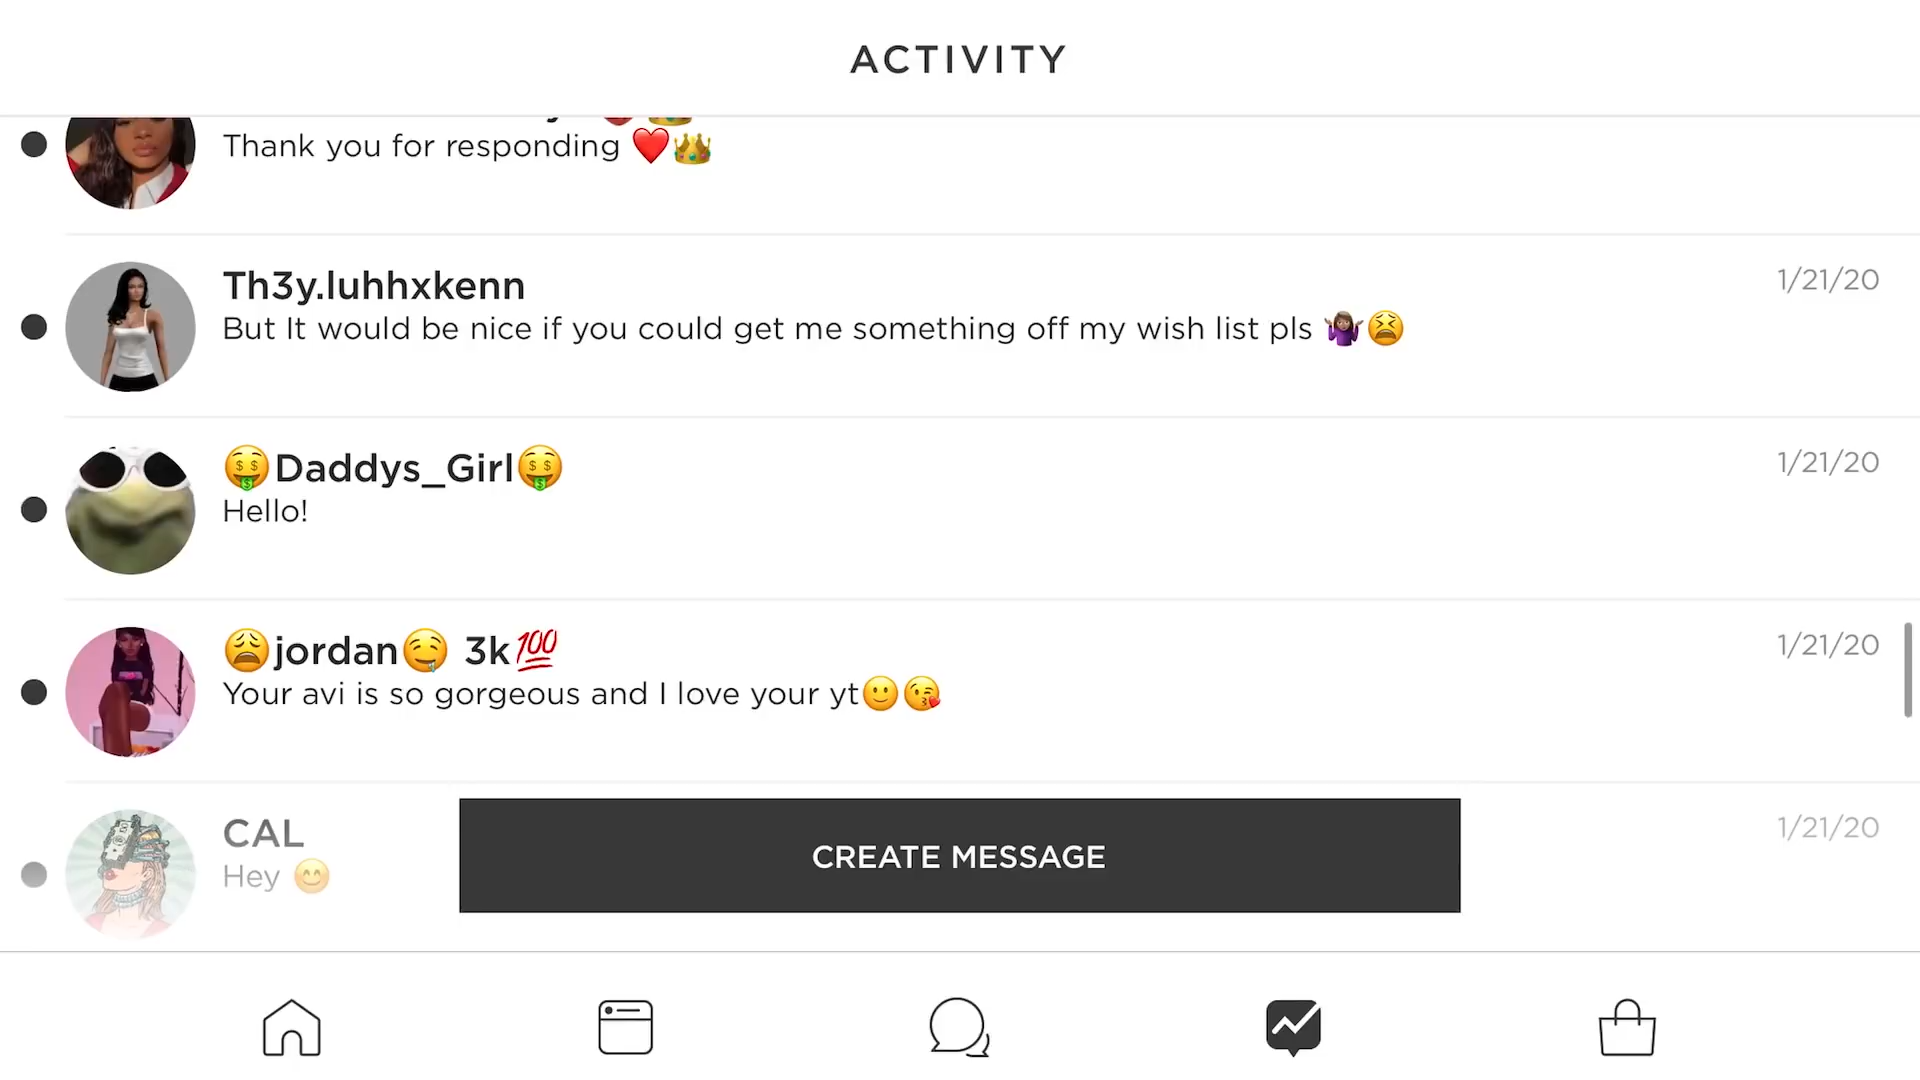 ACTIVITY
Thank you for responding ❤️👑
Th3y.luhhxkenn
1/21/20
But It would be nice if you could get me something off my wish list pls 🤷🏽‍♀️😫
🤑Daddys_Girl🤑
1/21/20
Hello!
😩jordan🤤 3k💯
1/21/20
Your avi is so gorgeous and I love your yt🙂😘
CAL
1/21/20
Hey 😊
CREATE MESSAGE